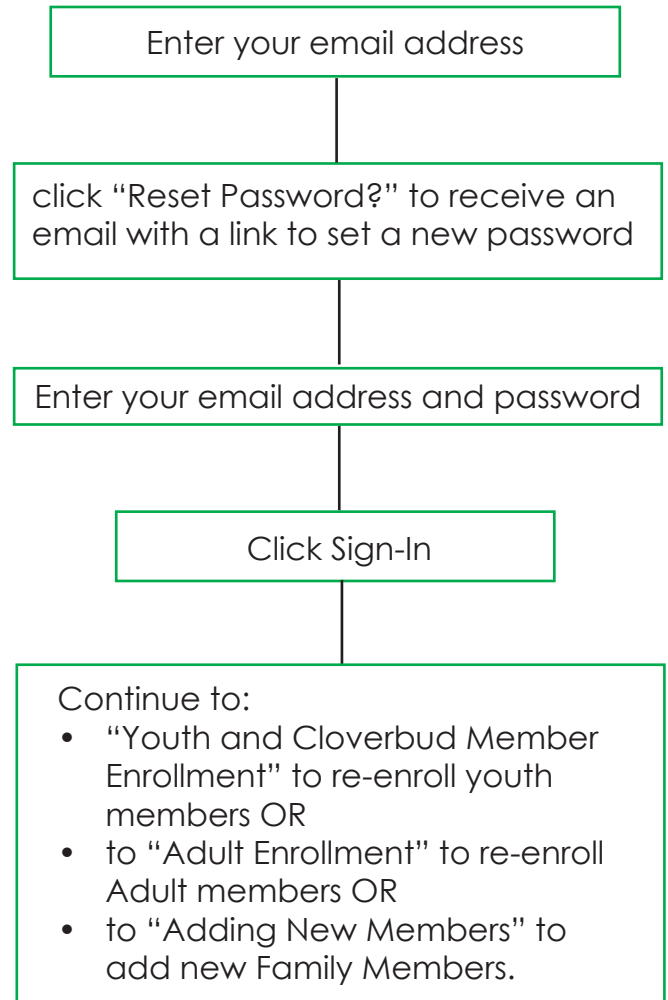 Enter your email address
click “Reset Password?” to receive an
email with a link to set a new password
Enter your email address and password
Click Sign-In
Continue to:
• “Youth and Cloverbud Member
Enrollment” to re-enroll youth
members OR
• to “Adult Enrollment” to re-enroll
Adult members OR
• to “Adding New Members” to
add new Family Members.